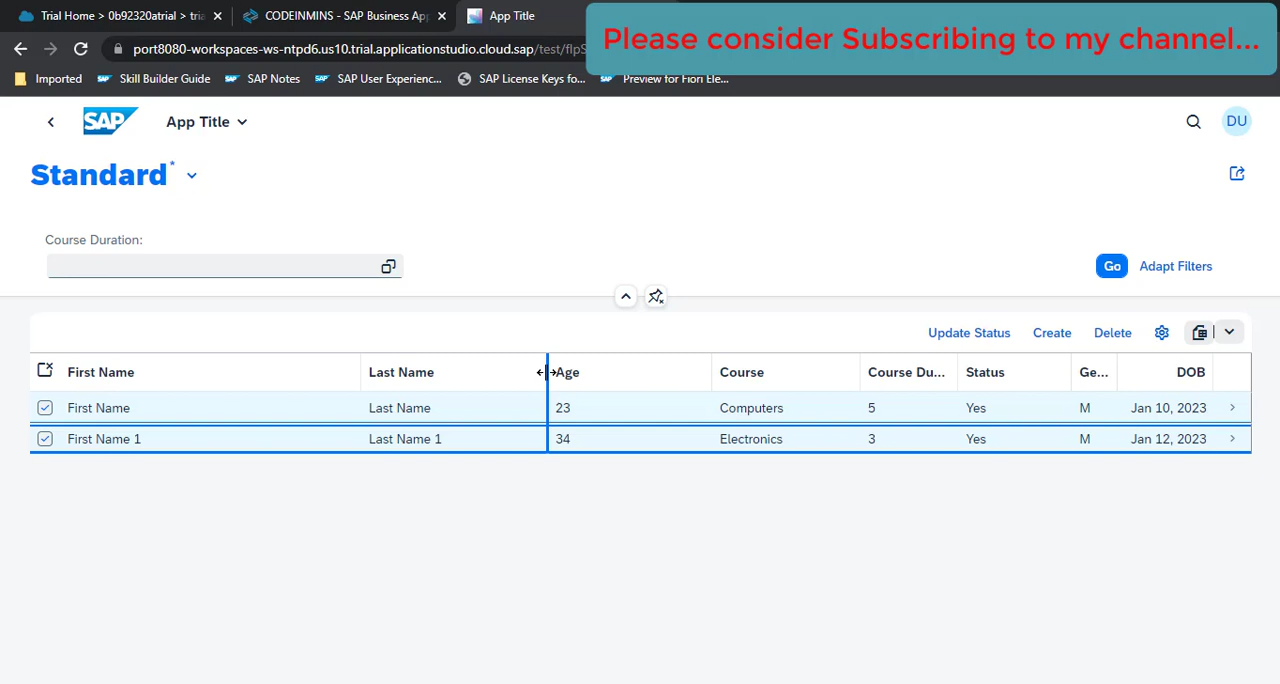 Trial Home > 0b92320atrial > tria
CODEINMINS - SAP Business App
App Title
Please consider Subscribing to my channel...
port8080-workspaces-ws-ntpd6.us10.trial.applicationstudio.cloud.sap/test/flpS
Imported
SAP Skill Builder Guide
SAP SAP Notes
SAP SAP User Experienc...
SAP License Keys fo...
SAP Preview for Fiori Ele...
SAP App Title DU
Standard *
Course Duration:
Go Adapt Filters
Update Status Create Delete
First Name Last Name Age Course Course Du... Status Ge... DOB
First Name Last Name 23 Computers 5 Yes M Jan 10, 2023
First Name 1 Last Name 1 34 Electronics 3 Yes M Jan 12, 2023